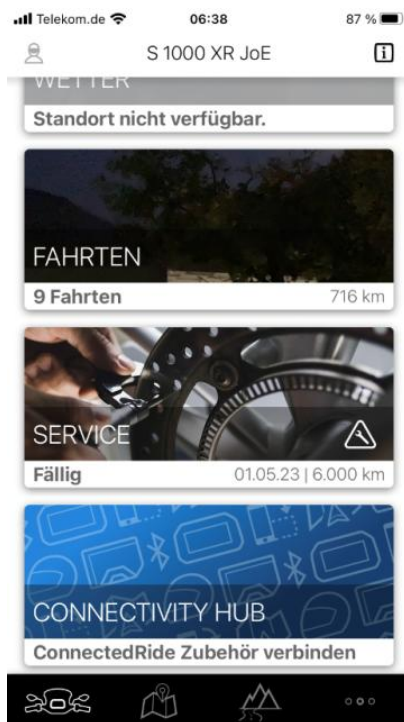 Telekom.de 06:38 87 %
S 1000 XR JoE
WETTER
Standort nicht verfügbar.
FAHRTEN
9 Fahrten 716 km
SERVICE
Fällig 01.05.23 | 6.000 km
CONNECTIVITY HUB
ConnectedRide Zubehör verbinden